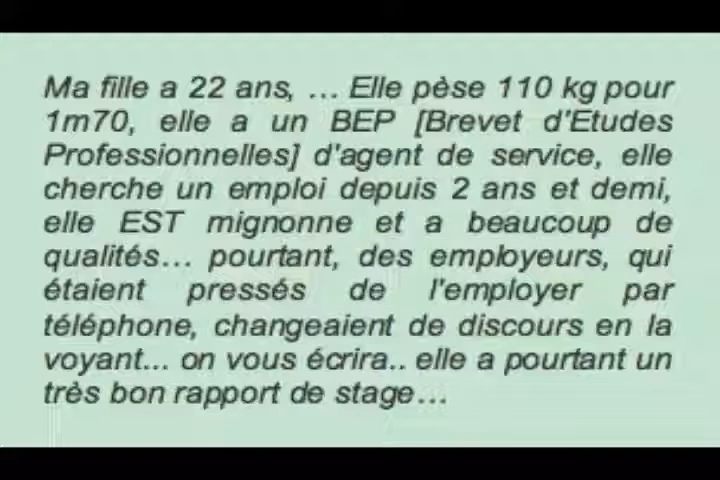 Ma fille a 22 ans, … Elle pèse 110 kg pour
1m70, elle a un BEP [Brevet d'Etudes
Professionnelles] d'agent de service, elle
cherche un emploi depuis 2 ans et demi,
elle EST mignonne et a beaucoup de
qualités… pourtant, des employeurs, qui
étaient pressés de l'employer par
téléphone, changeaient de discours en la
voyant... on vous écrira.. elle a pourtant un
très bon rapport de stage…